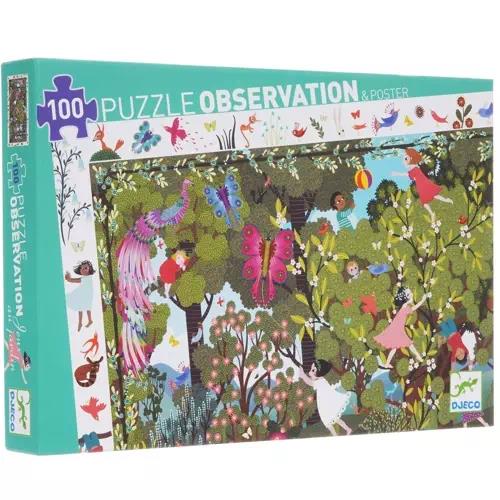 100 PUZZLE OBSERVATION & POSTER
100 PUZZLE
OBSERVATION
DJECO
DJECO